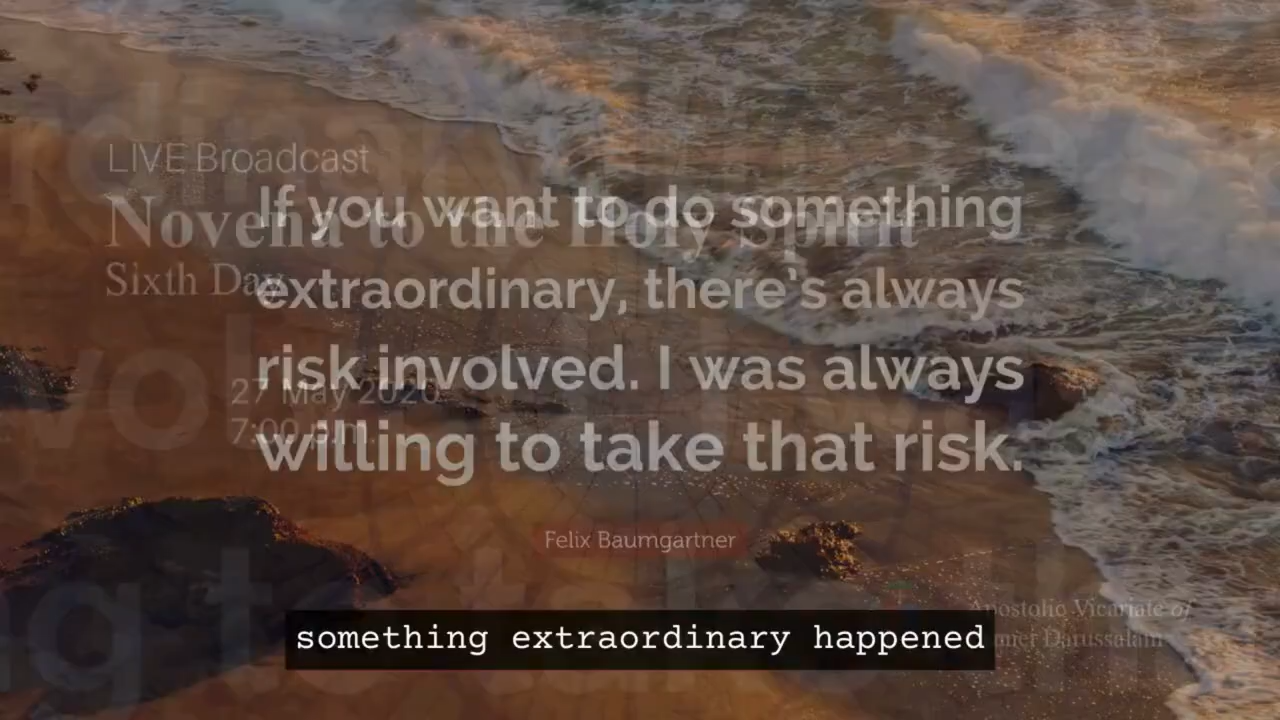 LIVE Broadcast
Novena to the Holy Spirit
Sixth Day
If you want to do something
extraordinary, there's always
risk involved. I was always
willing to take that risk.
27 May 2020
7:00 p.m.
Felix Baumgartner
Apostolic Vicariate of
Brunei Darussalam
something extraordinary happened